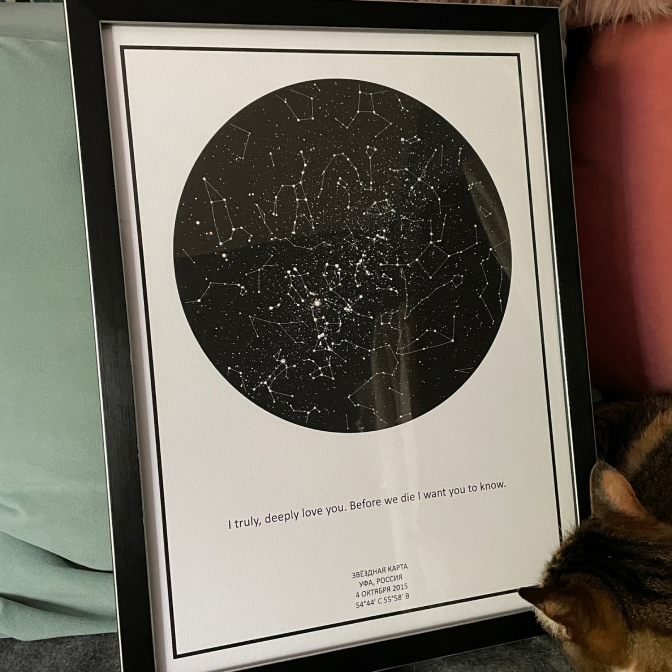 I truly, deeply love you. Before we die I want you to know.
ЗВЁЗДНАЯ КАРТА
УФА, РОССИЯ
4 ОКТЯБРЯ 2015
54°44′ С 55°58′ В